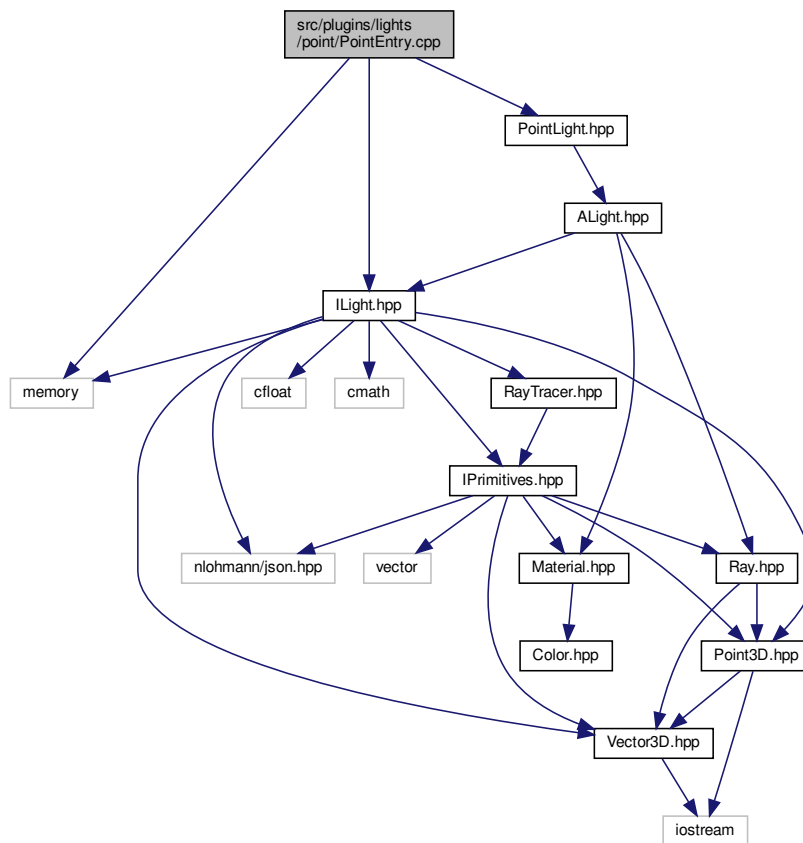 src/plugins/lights
/point/PointEntry.cpp
PointLight.hpp
ALight.hpp
ILight.hpp
memory
cfloat
cmath
RayTracer.hpp
IPrimitives.hpp
nlohmann/json.hpp
vector
Material.hpp
Ray.hpp
Color.hpp
Point3D.hpp
Vector3D.hpp
iostream